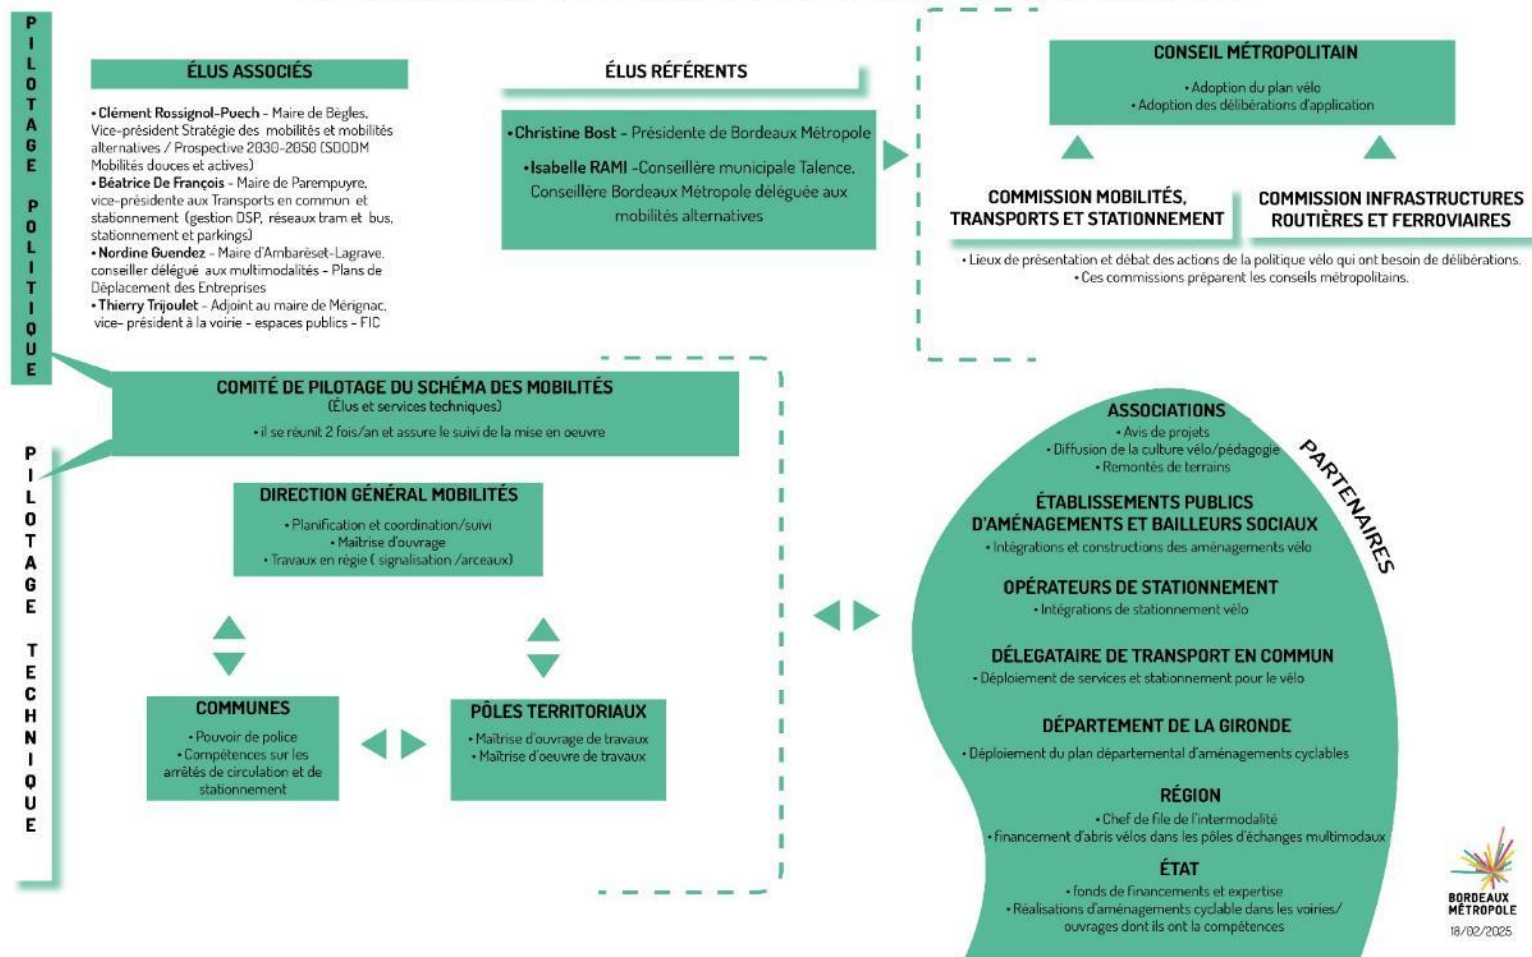 PILOTAGE POLITIQUE
ÉLUS ASSOCIÉS
• Clément Rossignol-Puech - Maire de Bègles,
Vice-président Stratégie des mobilités et mobilités
alternatives / Prospective 2030-2050 (SDODM
Mobilités douces et actives)
• Béatrice De François - Maire de Parempuyre,
vice-présidente aux Transports en commun et
stationnement (gestion DSP, réseaux tram et bus,
stationnement et parkings)
• Nordine Guendez - Maire d'Ambarèset-Lagrave,
conseiller délégué aux multimodalités - Plans de
Déplacement des Entreprises
• Thierry Trijoulet - Adjoint au maire de Mérignac,
vice- président à la voirie - espaces publics - FIC
ÉLUS RÉFÉRENTS
• Christine Bost - Présidente de Bordeaux Métropole
• Isabelle RAMI -Conseillère municipale Talence,
Conseillère Bordeaux Métropole déléguée aux
mobilités alternatives
CONSEIL MÉTROPOLITAIN
• Adoption du plan vélo
• Adoption des délibérations d'application
COMMISSION MOBILITÉS,
TRANSPORTS ET STATIONNEMENT
COMMISSION INFRASTRUCTURES
ROUTIÈRES ET FERROVIAIRES
• Lieux de présentation et débat des actions de la politique vélo qui ont besoin de délibérations.
• Ces commissions préparent les conseils métropolitains.
COMITÉ DE PILOTAGE DU SCHÉMA DES MOBILITÉS
(Élus et services techniques)
• il se réunit 2 fois/an et assure le suivi de la mise en oeuvre
PILOTAGE TECHNIQUE
DIRECTION GÉNÉRAL MOBILITÉS
• Planification et coordination/suivi
• Maîtrise d'ouvrage
• Travaux en régie ( signalisation /arceaux)
COMMUNES
• Pouvoir de police
• Compétences sur les
arrêtés de circulation et de
stationnement
PÔLES TERRITORIAUX
• Maîtrise d'ouvrage de travaux
• Maîtrise d'oeuvre de travaux
PARTENAIRES
ASSOCIATIONS
• Avis de projets
• Diffusion de la culture vélo/pédagogie
• Remontés de terrains
ÉTABLISSEMENTS PUBLICS
D'AMÉNAGEMENTS ET BAILLEURS SOCIAUX
• Intégrations et constructions des aménagements vélo
OPÉRATEURS DE STATIONNEMENT
• Intégrations de stationnement vélo
DÉLEGATAIRE DE TRANSPORT EN COMMUN
• Déploiement de services et stationnement pour le vélo
DÉPARTEMENT DE LA GIRONDE
• Déploiement du plan départemental d'aménagements cyclables
RÉGION
• Chef de file de l'intermodalité
• financement d'abris vélos dans les pôles d'échanges multimodaux
ÉTAT
• fonds de financements et expertise
• Réalisations d'aménagements cyclable dans les voiries/
ouvrages dont ils ont la compétences
BORDEAUX
MÉTROPOLE
18/02/2025